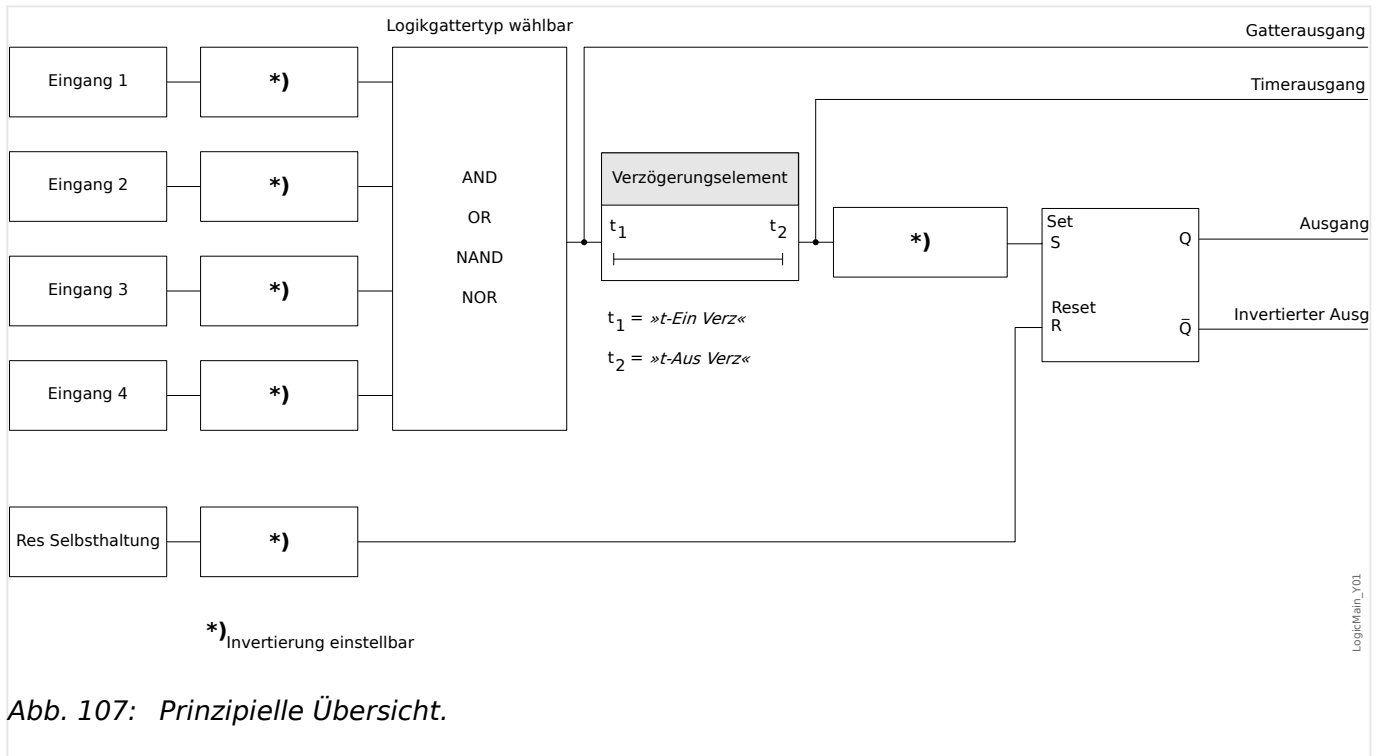 Logikgattertyp wählbar
Gatterausgang
Timerausgang
Eingang 1
*)
Eingang 2
*)
Eingang 3
*)
Eingang 4
*)
AND
OR
NAND
NOR
Verzögerungselement
t1
t2
t1 = »t-Ein Verz«
t2 = »t-Aus Verz«
*)
Set
S
Reset
R
Q
Q̅
Ausgang
Invertierter Ausg
Res Selbsthaltung
*)
*) Invertierung einstellbar
LogicMain_Y01
Abb. 107: Prinzipielle Übersicht.